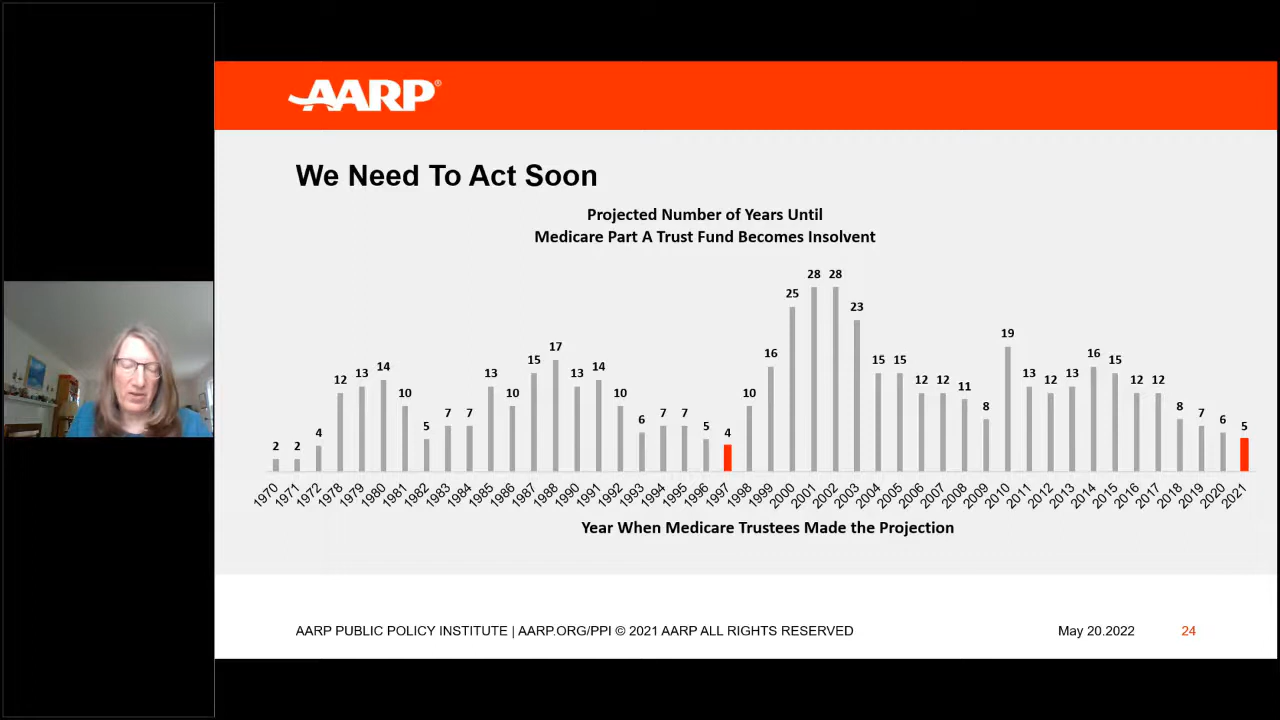 AARP®
We Need To Act Soon
Projected Number of Years Until
Medicare Part A Trust Fund Becomes Insolvent
2 2 4 12 13 14 10 5 7 7 13 10 15 17 13 14 10 6 7 7 5 4 10 16 25 28 28 23 15 15 12 12 11 8 19 13 12 13 16 15 12 12 8 7 6 5
1970 1971 1972 1978 1979 1980 1981 1982 1983 1984 1985 1986 1987 1988 1990 1991 1992 1993 1994 1995 1996 1997 1998 1999 2000 2001 2002 2003 2004 2005 2006 2007 2008 2009 2010 2011 2012 2013 2014 2015 2016 2017 2018 2019 2020 2021
Year When Medicare Trustees Made the Projection
AARP PUBLIC POLICY INSTITUTE | AARP.ORG/PPI © 2021 AARP ALL RIGHTS RESERVED May 20.2022 24